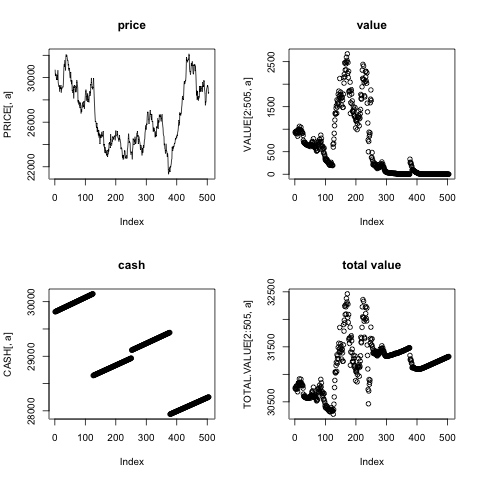 price
PRICE[, a]
22000 24000 26000 30000
0 100 200 300 400 500
Index
value
VALUE[2:505, a]
0 500 1500 2500
0 100 200 300 400 500
Index
cash
CASH[, a]
28000 29000 30000
0 100 200 300 400 500
Index
total value
TOTAL.VALUE[2:505, a]
30500 31500 32500
0 100 200 300 400 500
Index